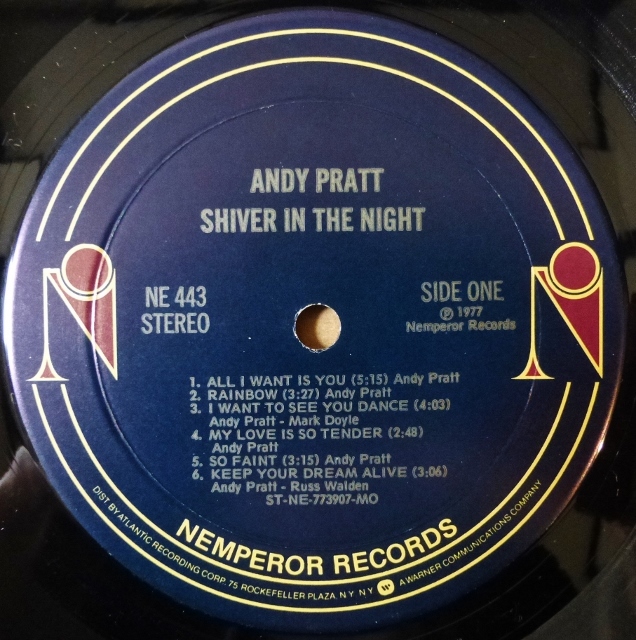 ANDY PRATT
SHIVER IN THE NIGHT
NE 443
STEREO
SIDE ONE
℗ 1977
Nemperor Records
1. ALL I WANT IS YOU (5:15) Andy Pratt
2. RAINBOW (3:27) Andy Pratt
3. I WANT TO SEE YOU DANCE (4:03)
Andy Pratt - Mark Doyle
4. MY LOVE IS SO TENDER (2:48)
Andy Pratt
5. SO FAINT (3:15) Andy Pratt
6. KEEP YOUR DREAM ALIVE (3:06)
Andy Pratt - Russ Walden
ST-NE-773907-MO
NEMPEROR RECORDS
DIST BY ATLANTIC RECORDING CORP. 75 ROCKEFELLER PLAZA. N Y N Y A WARNER COMMUNICATIONS COMPANY